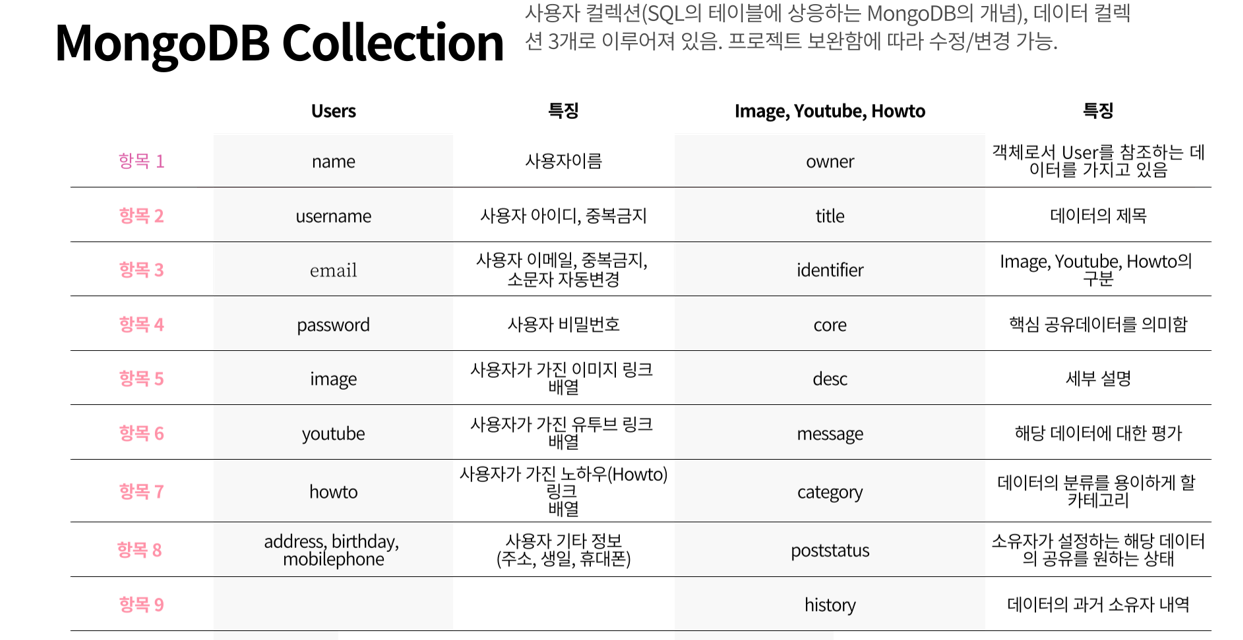 MongoDB Collection
사용자 컬렉션(SQL의 테이블에 상응하는 MongoDB의 개념), 데이터 컬렉
션 3개로 이루어져 있음. 프로젝트 보완함에 따라 수정/변경 가능.
Users 특징 Image, Youtube, Howto 특징
항목 1 name 사용자이름 owner 객체로서 User를 참조하는 데
이터를 가지고 있음
항목 2 username 사용자 아이디, 중복금지 title 데이터의 제목
항목 3 email 사용자 이메일, 중복금지,
소문자 자동변경 identifier Image, Youtube, Howto의
구분
항목 4 password 사용자 비밀번호 core 핵심 공유데이터를 의미함
항목 5 image 사용자가 가진 이미지 링크
배열 desc 세부 설명
항목 6 youtube 사용자가 가진 유투브 링크
배열 message 해당 데이터에 대한 평가
항목 7 howto 사용자가 가진 노하우(Howto)
링크
배열 category 데이터의 분류를 용이하게 할
카테고리
항목 8 address, birthday,
mobilephone 사용자 기타 정보
(주소, 생일, 휴대폰) poststatus 소유자가 설정하는 해당 데이터
의 공유를 원하는 상태
항목 9 history 데이터의 과거 소유자 내역